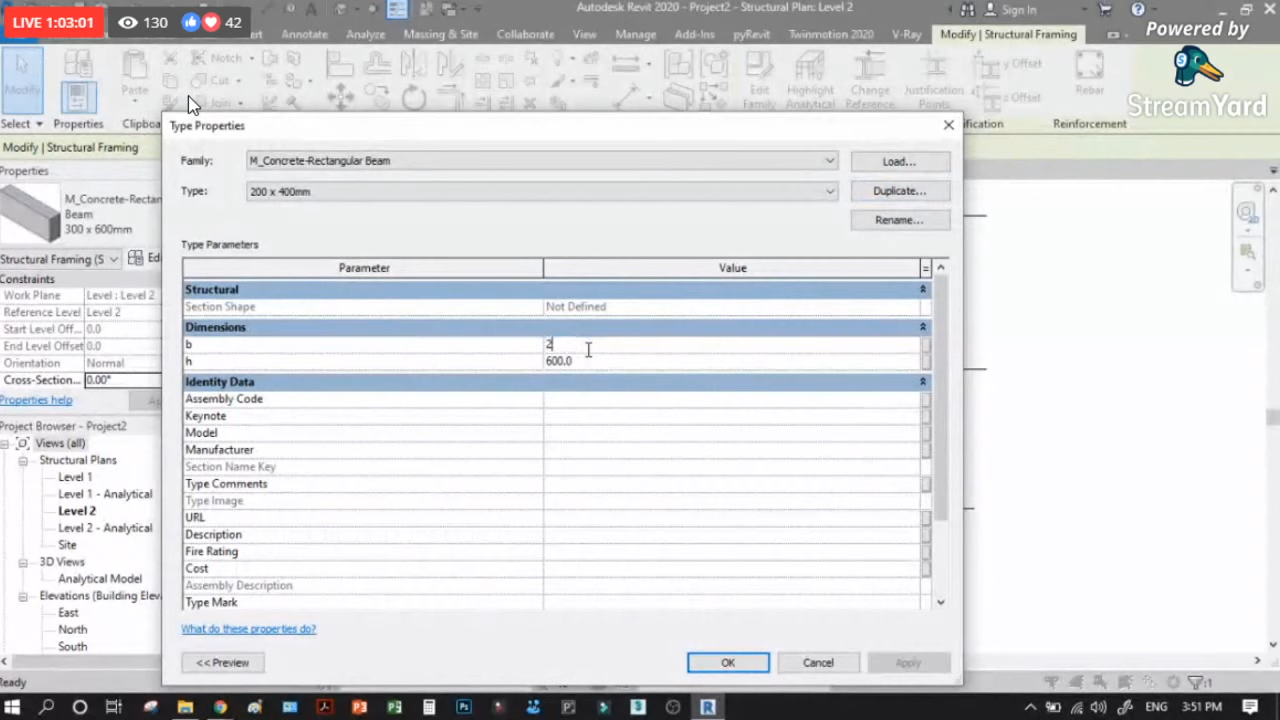 LIVE 1:03:01
130
42
Autodesk Revit 2020 - Project2 - Structural Plan: Level 2
Sign In
Annotate
Analyze
Massing & Site
Collaborate
View
Manage
Add-Ins
pyRevit
Twinmotion 2020
V-Ray
Modify | Structural Framing
Powered by
StreamYard
Modify
Paste
Notch
Cut
Join
Edit Family
Highlight Analytical
Change Reference
Justification Points
y Offset
Offset
Rebar
Select
Properties
Clipboa
ification
Reinforcement
Modify | Structural Framing
Type Properties
Family:
M_Concrete-Rectangular Beam
Load...
Type:
200 x 400mm
Duplicate...
Rename...
Type Parameters
Parameter
Value
=
Structural
Section Shape
Not Defined
Dimensions
b
2
h
600.0
Identity Data
Assembly Code
Keynote
Model
Manufacturer
Section Name Key
Type Comments
Type Image
URL
Description
Fire Rating
Cost
Assembly Description
Type Mark
What do these properties do?
<< Preview
OK
Cancel
Apply
Properties
M_Concrete-Rectan
Beam
300 x 600mm
Structural Framing (S
Edi
Constraints
Work Plane
Level : Level 2
Reference Level
Level 2
Start Level Off...
0.0
End Level Offset
0.0
Orientation
Normal
Cross-Section...
0.00°
Properties help
Ap
Project Browser - Project2
Views (all)
Structural Plans
Level 1
Level 1 - Analytical
Level 2
Level 2 - Analytical
Site
3D Views
Analytical Model
Elevations (Building Elev
East
North
South
Ready
:1
ENG
3:51 PM